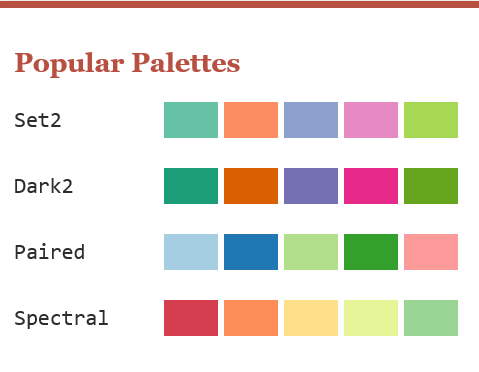 Popular Palettes
Set2
Dark2
Paired
Spectral